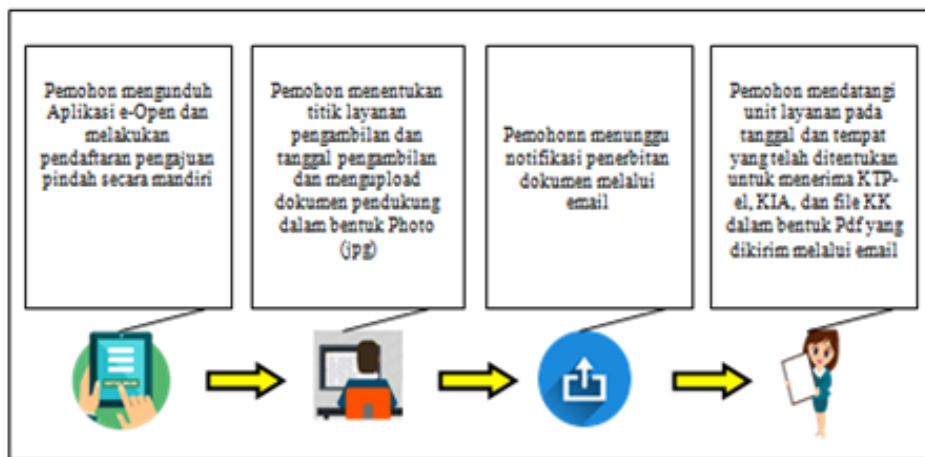 Pemohon mengunduh
Aplikasi e-Open dan
melakukan
pendaftaran pengajuan
pindah secara mandiri
Pemohon menentukan
titik layanan
pengambilan dan
tanggal pengambilan
dan mengupload
dokumen pendukung
dalam bentuk Photo
(jpg)
Pemohonn menunggu
notifikasi penerbitan
dokumen melalui
email
Pemohon mendatangi
unit layanan pada
tanggal dan tempat
yang telah ditentukan
untuk menerima KTP-
el, KIA, dan file KK
dalam bentuk Pdf yang
dikirim melalui email